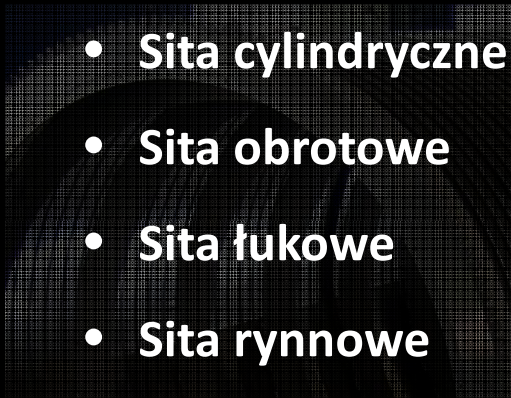 • Sita cylindryczne
• Sita obrotowe
• Sita łukowe
• Sita rynnowe